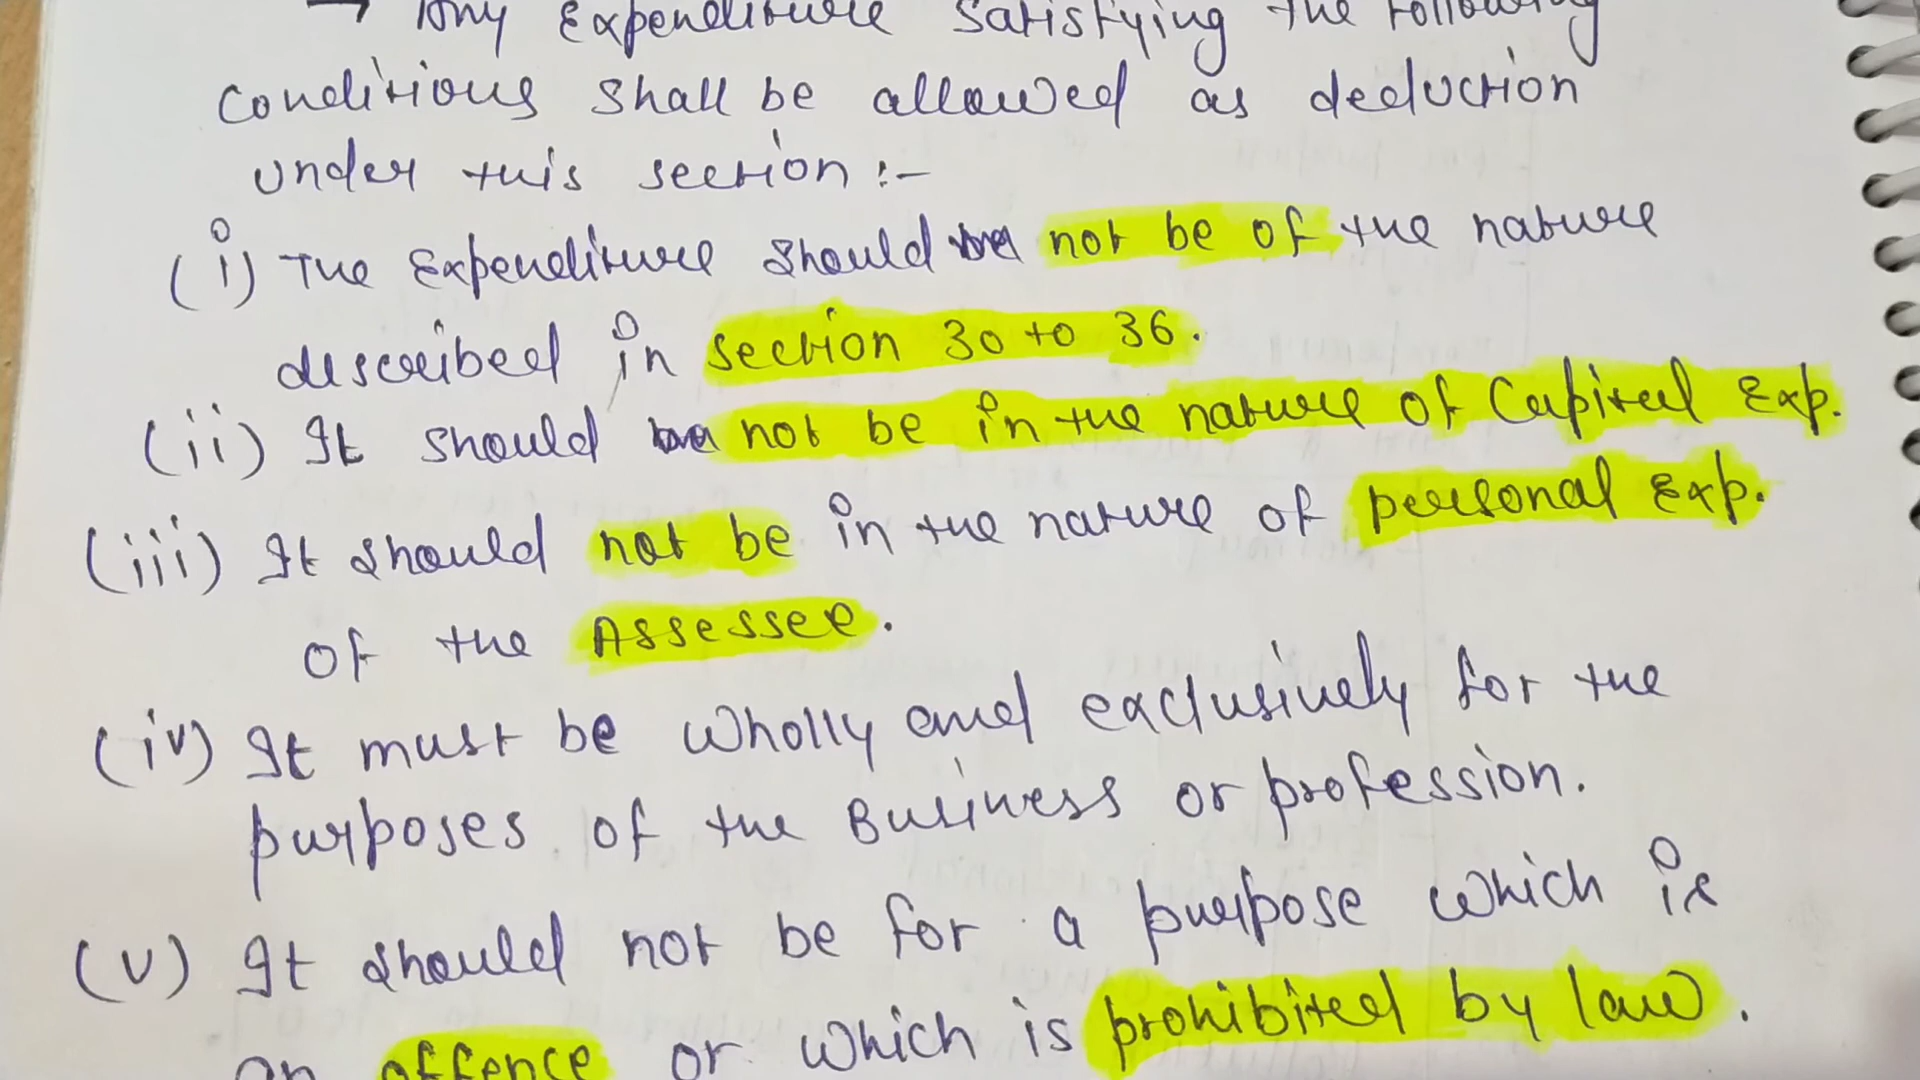 → Any Expenditure satisfying the following
Conditions shall be allowed as deduction
under this section :-
(i) The Expenditure should not be of the nature
described in section 30 to 36.
(ii) It should not be in the nature of Capital Exp.
(iii) It should not be in the nature of personal Exp.
of the Assessee.
(iv) It must be wholly and exclusively for the
purposes of the Business or profession.
(v) It should not be for a purpose which is
an offence or which is prohibited by law.